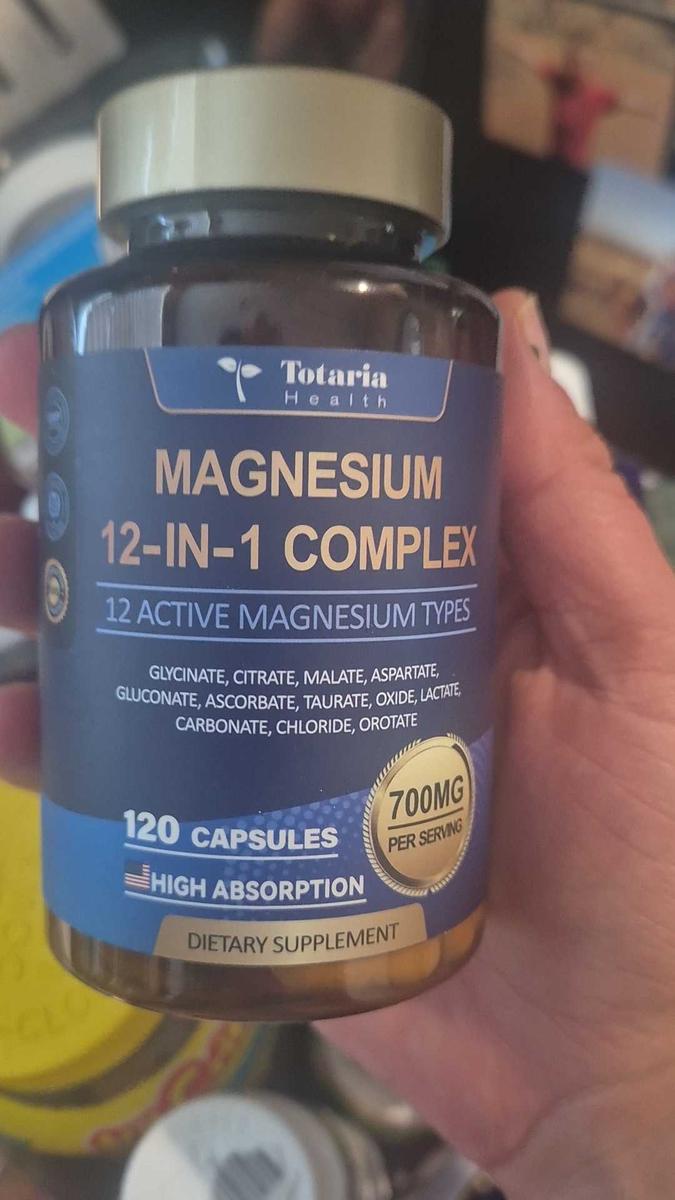 Totaria
Health
MAGNESIUM
12-IN-1 COMPLEX
12 ACTIVE MAGNESIUM TYPES
GLYCINATE, CITRATE, MALATE, ASPARTATE,
GLUCONATE, ASCORBATE, TAURATE, OXIDE, LACTATE,
CARBONATE, CHLORIDE, OROTATE
700MG
PER SERVING
120 CAPSULES
HIGH ABSORPTION
DIETARY SUPPLEMENT